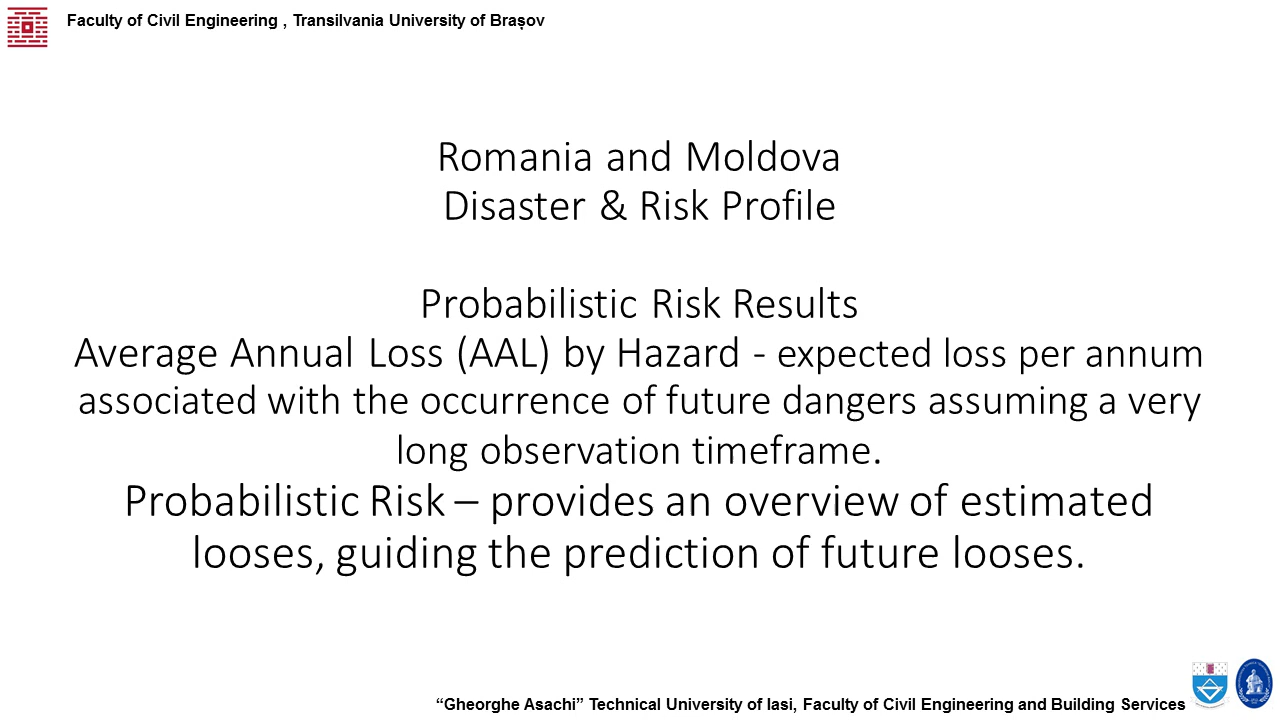 Faculty of Civil Engineering , Transilvania University of Brașov
Romania and Moldova
Disaster & Risk Profile
Probabilistic Risk Results
Average Annual Loss (AAL) by Hazard - expected loss per annum
associated with the occurrence of future dangers assuming a very
long observation timeframe.
Probabilistic Risk – provides an overview of estimated
looses, guiding the prediction of future looses.
“Gheorghe Asachi” Technical University of Iasi, Faculty of Civil Engineering and Building Services